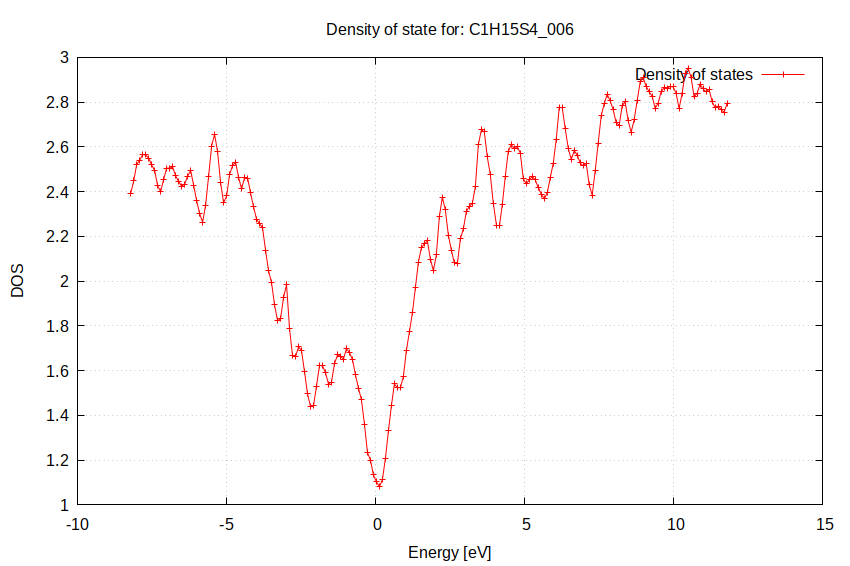 Density of state for: C1H15S4_006
3
Density of states
2.8
2.6
2.4
2.2
DOS
2
1.8
1.6
1.4
1.2
1
-10 -5 0 5 10 15
Energy [eV]